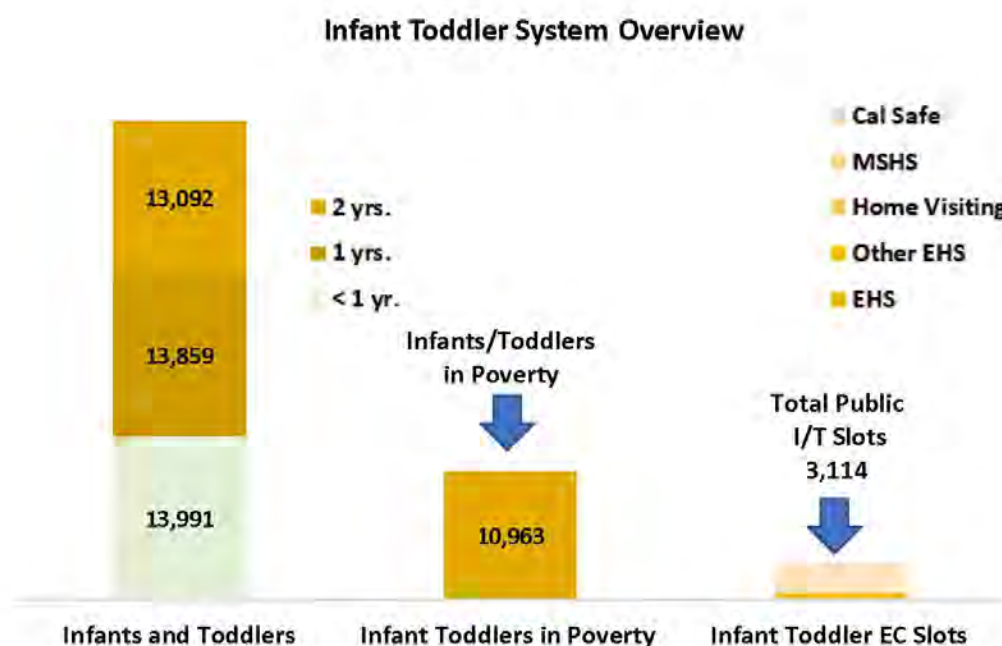 Infant Toddler System Overview
13,092
13,859
13,991
2 yrs.
1 yrs.
< 1 yr.
Infants/Toddlers
in Poverty
10,963
Cal Safe
MSHS
Home Visiting
Other EHS
EHS
Total Public
I/T Slots
3,114
Infants and Toddlers
Infant Toddlers in Poverty
Infant Toddler EC Slots